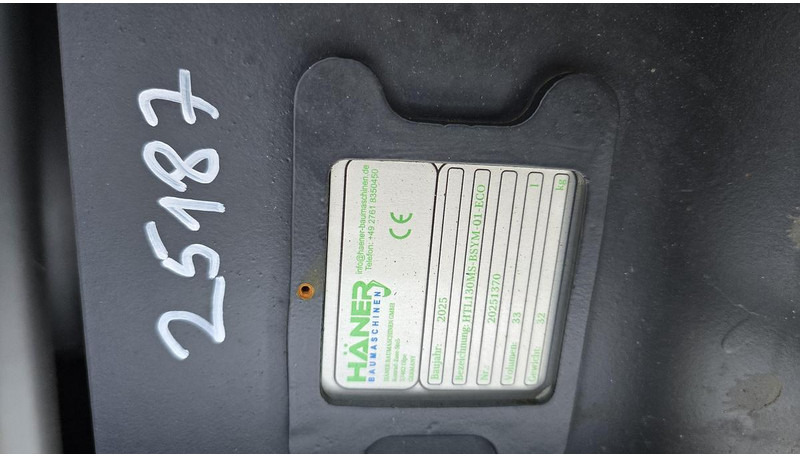 25187
HÄNER
BAUMASCHINEN
info@haener-baumaschinen.de
Telefon: +49 2761 8350450
CE
Baujahr: 2025
Bezeichnung: HTL130MS-BSYM-01-ECO
Nr.: 20251370
Volumen: 33 l
Gewicht: 32 kg